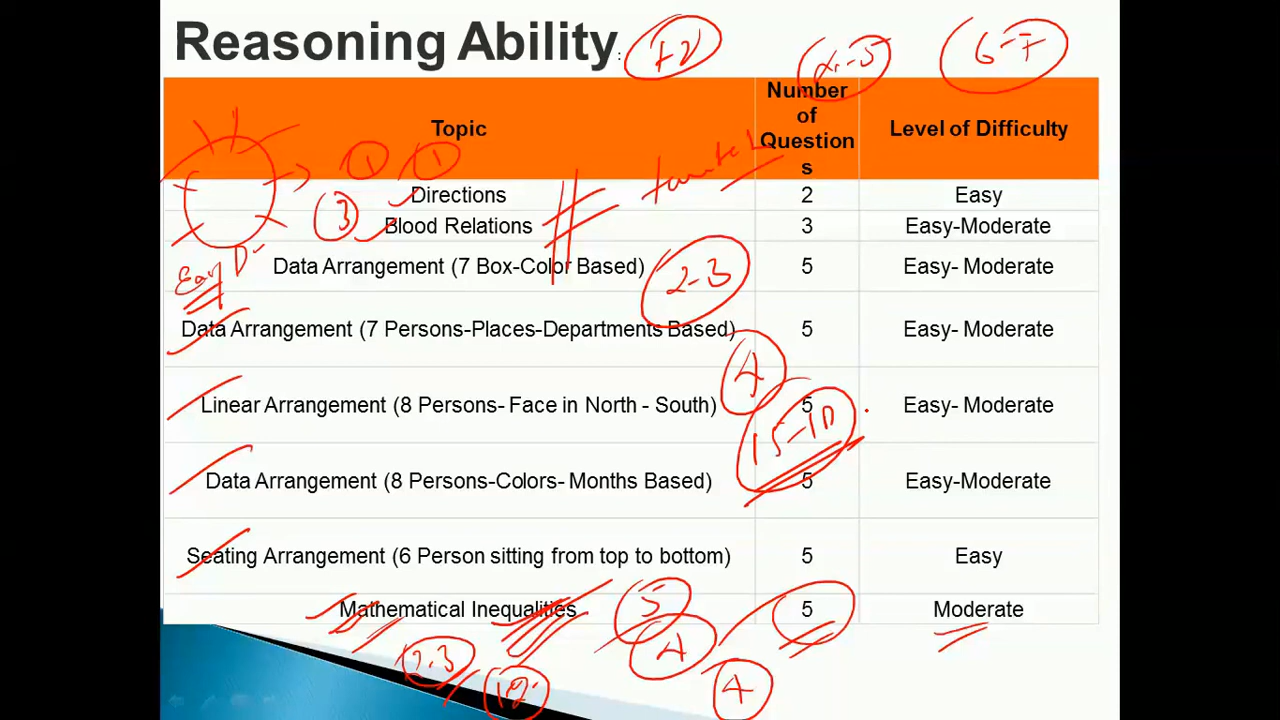 Reasoning Ability:
Topic
Number of Question s
Level of Difficulty
Directions 2 Easy
Blood Relations 3 Easy-Moderate
Data Arrangement (7 Box-Color Based) 5 Easy- Moderate
Data Arrangement (7 Persons-Places-Departments Based) 5 Easy- Moderate
Linear Arrangement (8 Persons- Face in North - South) 5 Easy- Moderate
Data Arrangement (8 Persons-Colors- Months Based) 5 Easy-Moderate
Seating Arrangement (6 Person sitting from top to bottom) 5 Easy
Mathematical Inequalities 5 Moderate
6-7
1
1
3
2-3
4
15-10
5
4
2-3
4